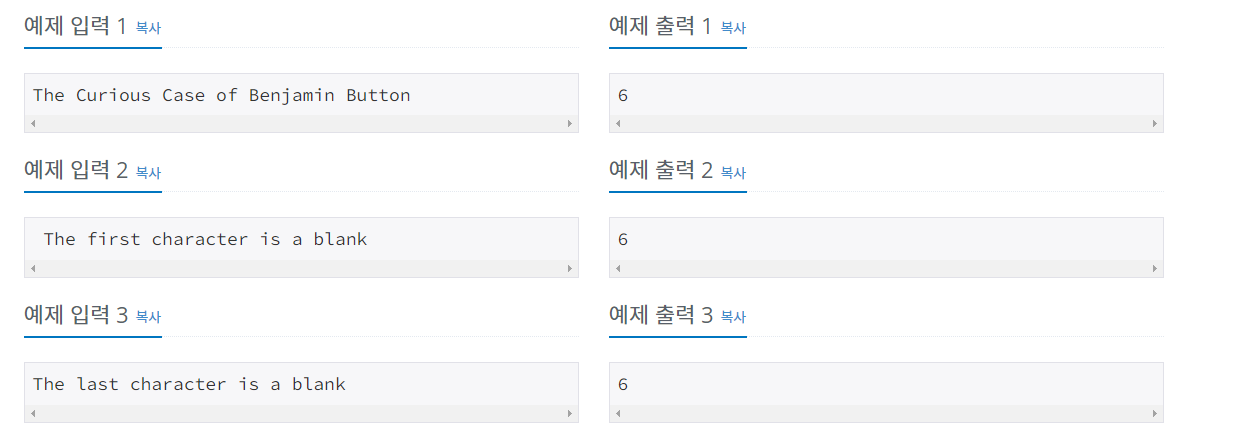 예제 입력 1 복사
예제 출력 1 복사
The Curious Case of Benjamin Button
6
예제 입력 2 복사
예제 출력 2 복사
 The first character is a blank
6
예제 입력 3 복사
예제 출력 3 복사
The last character is a blank
6